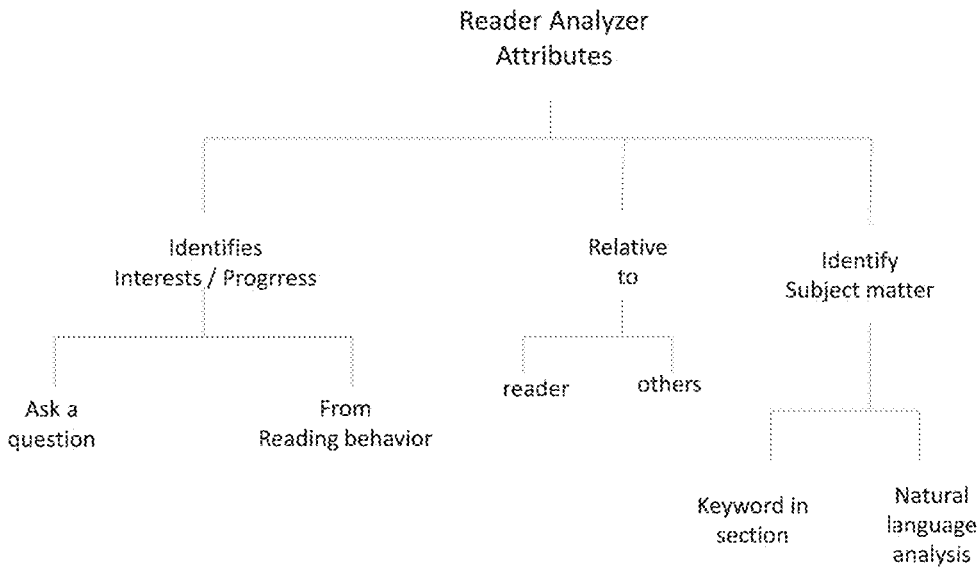 Reader Analyzer
Attributes
Identifies
Interests / Progrress
Relative
to
Identify
Subject matter
Ask a
question
From
Reading behavior
reader
others
Keyword in
section
Natural
language
analysis